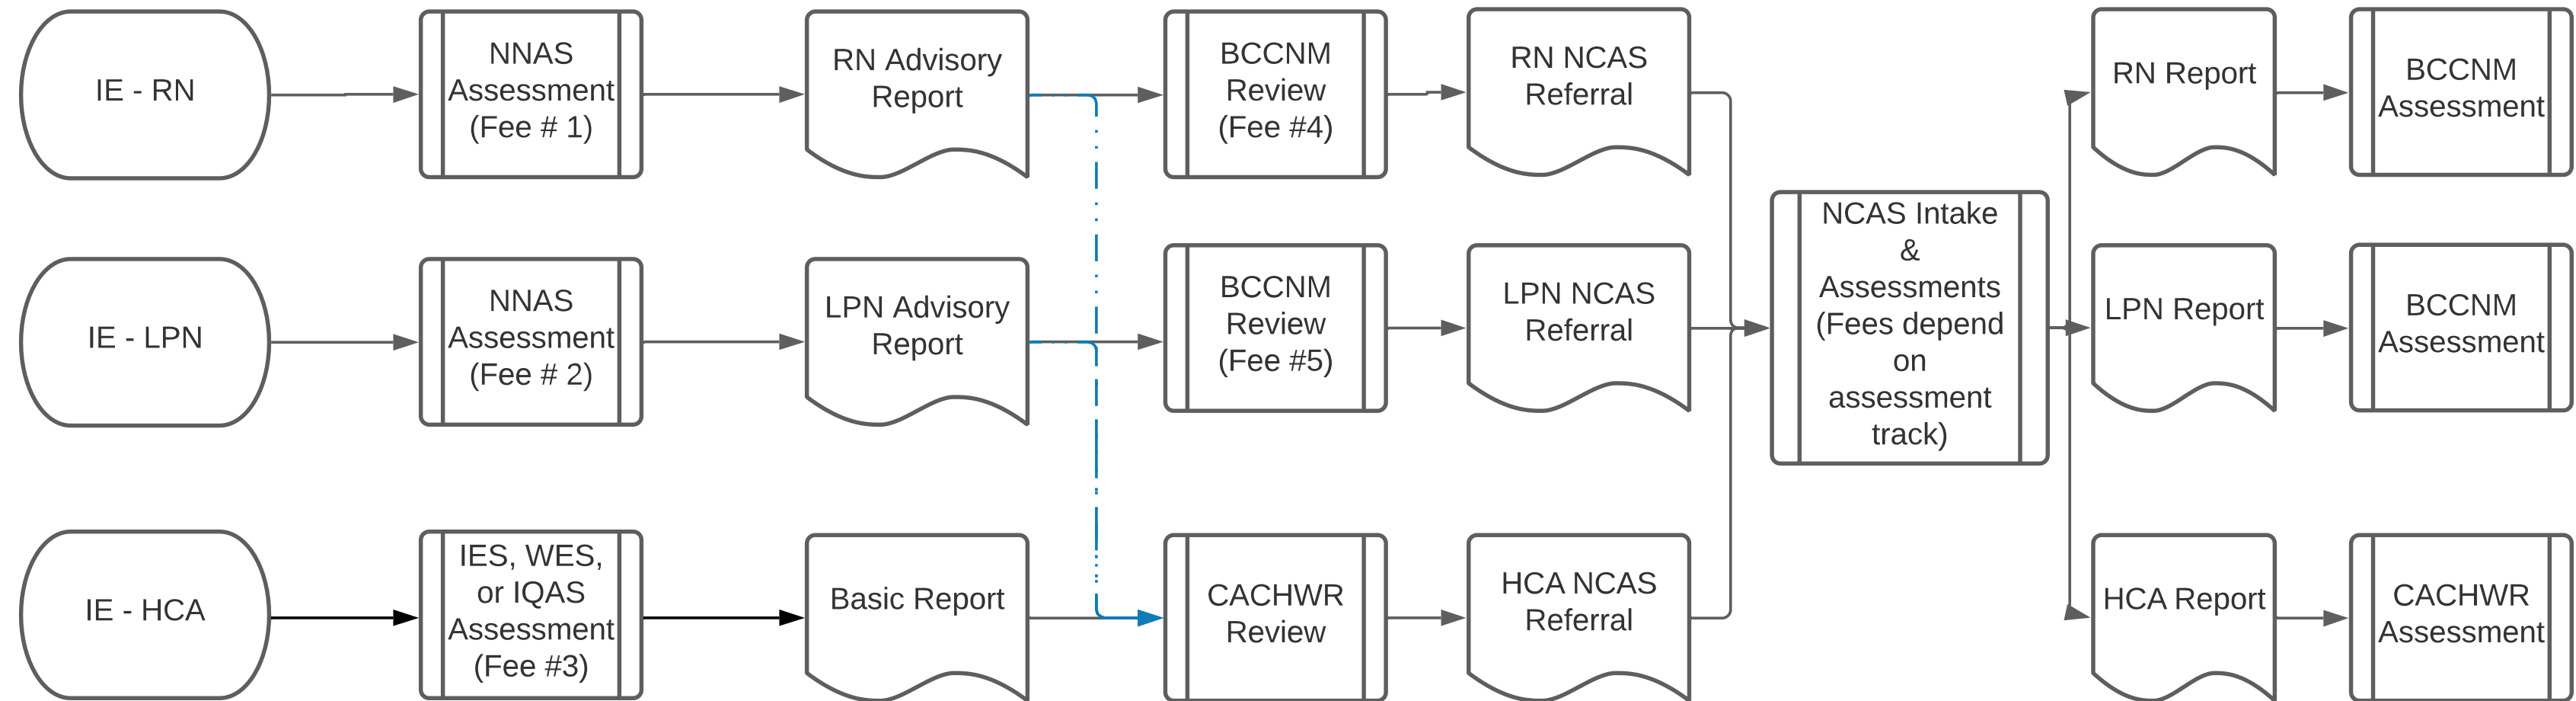 IE - RN
NNAS
Assessment
(Fee # 1)
RN Advisory
Report
BCCNM
Review
(Fee #4)
RN NCAS
Referral
RN Report
BCCNM
Assessment
IE - LPN
NNAS
Assessment
(Fee # 2)
LPN Advisory
Report
BCCNM
Review
(Fee #5)
LPN NCAS
Referral
NCAS Intake
&
Assessments
(Fees depend
on
assessment
track)
LPN Report
BCCNM
Assessment
IE - HCA
IES, WES,
or IQAS
Assessment
(Fee #3)
Basic Report
CACHWR
Review
HCA NCAS
Referral
HCA Report
CACHWR
Assessment